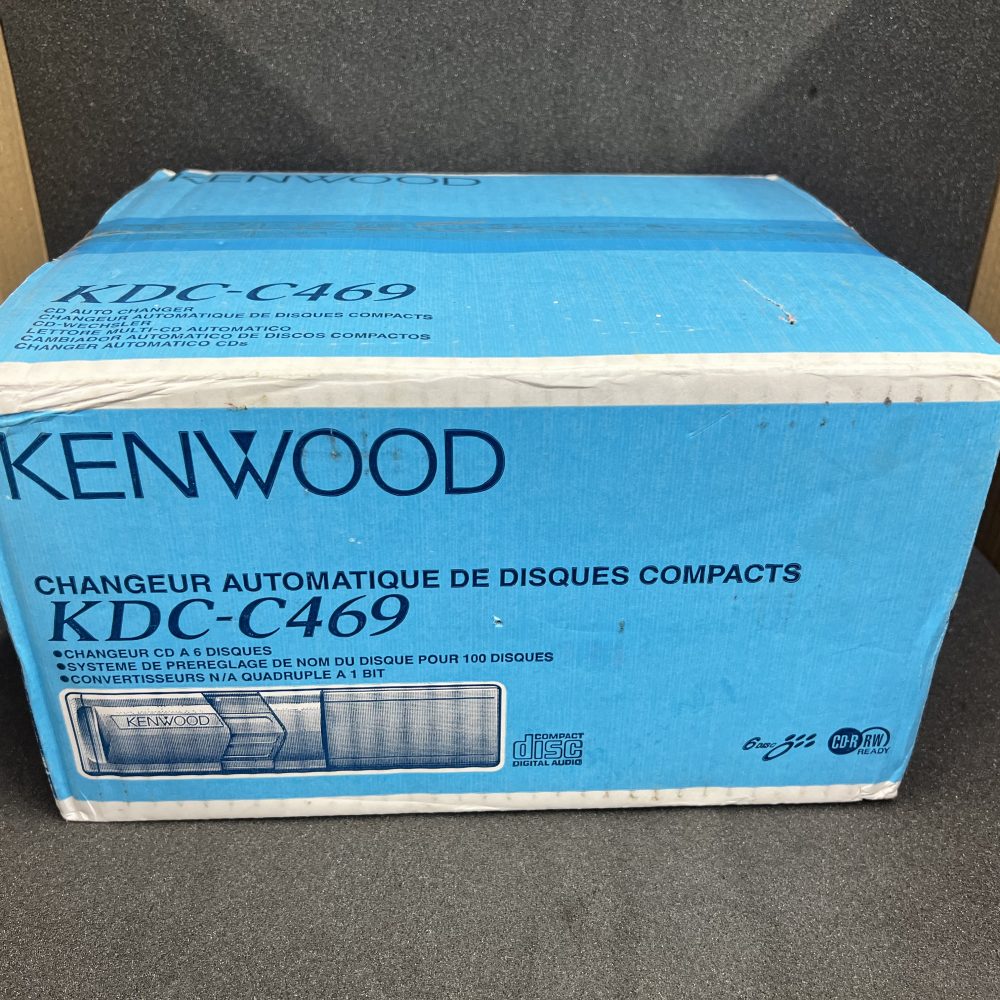 KENWOOD
KDC-C469
CD AUTO CHANGER
CHANGEUR AUTOMATIQUE DE DISQUES COMPACTS
CD-WECHSLER
LETTORE MULTI-CD AUTOMATICO
CAMBIADOR AUTOMATICO DE DISCOS COMPACTOS
CHANGER AUTOMATICO CDs
KENWOOD
CHANGEUR AUTOMATIQUE DE DISQUES COMPACTS
KDC-C469
•CHANGEUR CD A 6 DISQUES
•SYSTEME DE PREREGLAGE DE NOM DU DISQUE POUR 100 DISQUES
•CONVERTISSEURS N/A QUADRUPLE A 1 BIT
KENWOOD
COMPACT
disc
DIGITAL AUDIO
6 DISC
CD-R RW
READY